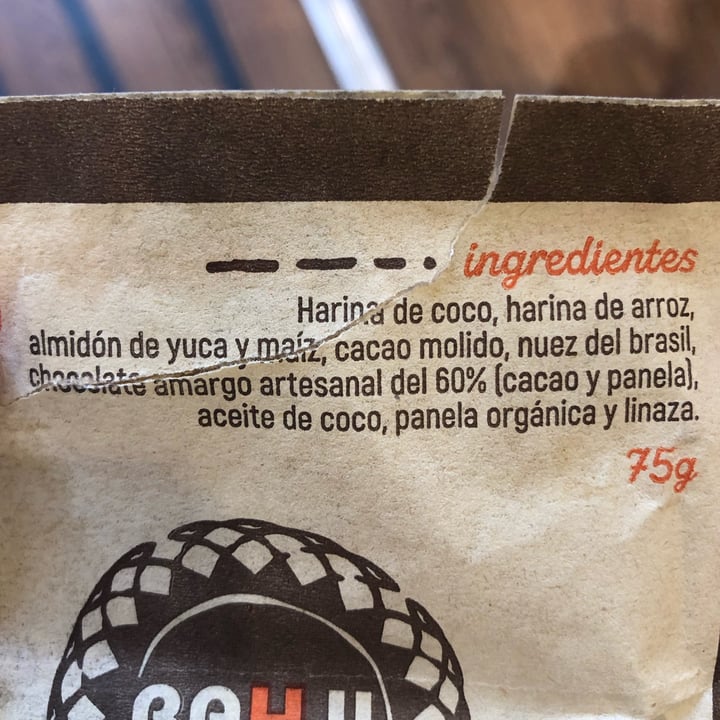 ingredientes
Harina de coco, harina de arroz,
almidón de yuca y maíz, cacao molido, nuez del brasil,
chocolate amargo artesanal del 60% (cacao y panela),
aceite de coco, panela orgánica y linaza.
75g